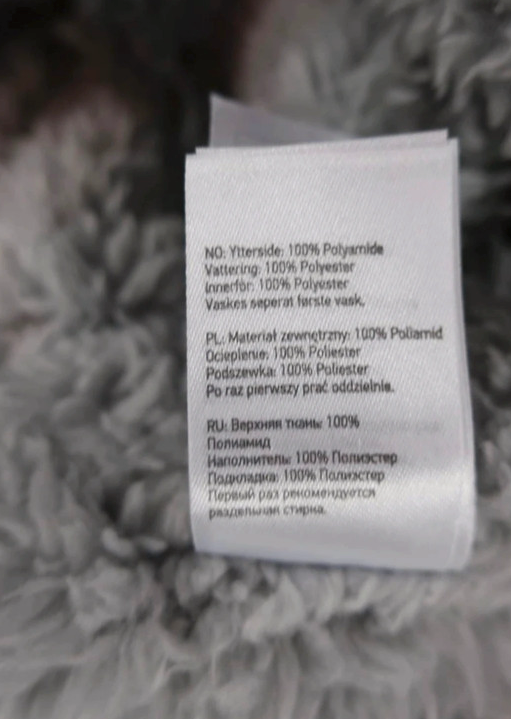 NO: Ytterside: 100% Polyamide
Vattering: 100% Polyester
Innerfôr: 100% Polyester
Vaskes seperat første vask.
PL: Materiał zewnętrzny: 100% Poliamid
Ocieplenie: 100% Poliester
Podszewka: 100% Poliester
Po raz pierwszy prać oddzielnie.
RU: Верхняя ткань: 100%
Полиамид
Наполнитель: 100% Полиэстер
Подкладка: 100% Полиэстер
Первый раз рекомендуется
раздельная стирка.